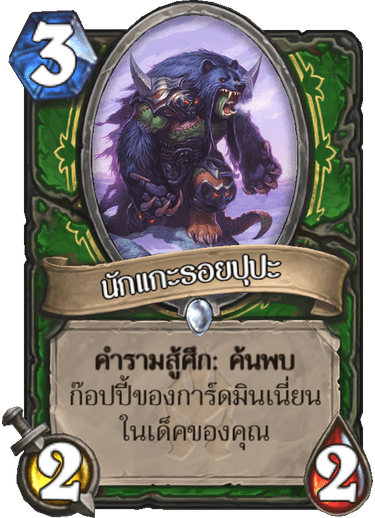 3
นักแกะรอยปุปะ
คำรามสู้ศึก: ค้นพบ
ก๊อปปี้ของการ์ดมินเนี่ยน
ในเด็คของคุณ
2
2